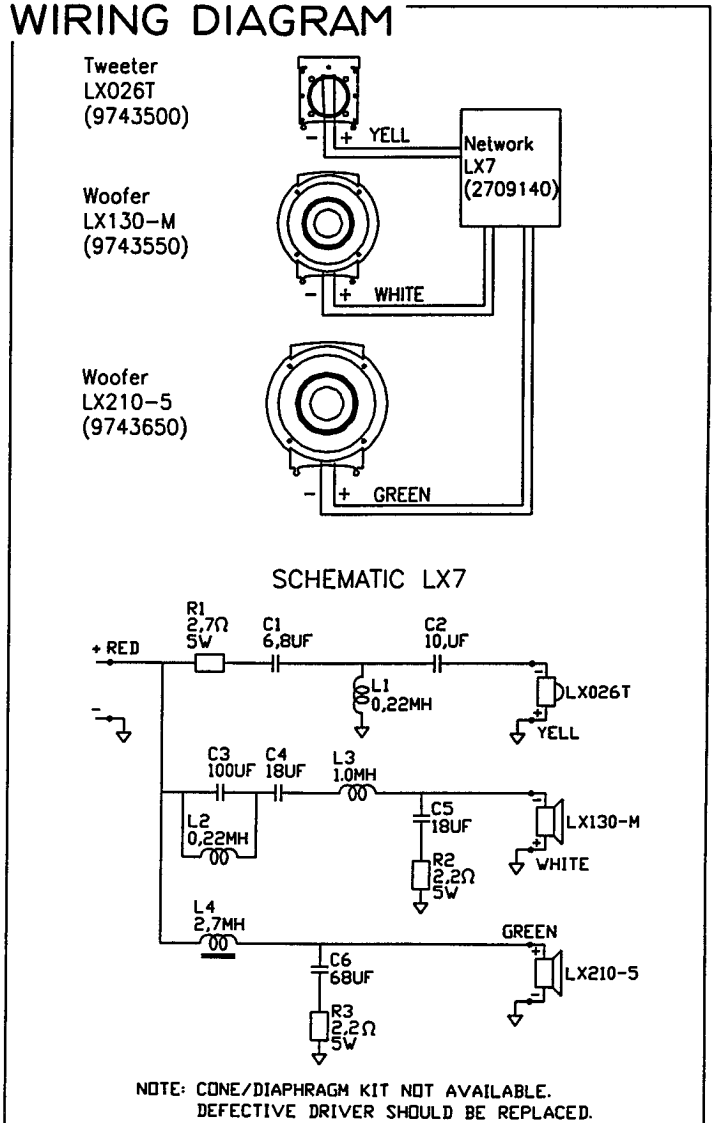 WIRING DIAGRAM
Tweeter
LX026T
(9743500)
- + YELL
Network
LX7
(2709140)
Woofer
LX130-M
(9743550)
- + WHITE
Woofer
LX210-5
(9743650)
- + GREEN
SCHEMATIC LX7
+ RED
-
R1
2,7Ω
5W
C1
6,8UF
C2
10,UF
L1
0,22MH
-
LX026T
+
YELL
C3
100UF
C4
18UF
L3
1.0MH
L2
0,22MH
C5
18UF
R2
2,2Ω
5W
-
LX130-M
+
WHITE
L4
2,7MH
C6
68UF
R3
2,2Ω
5W
GREEN
+
LX210-5
-
NOTE: CONE/DIAPHRAGM KIT NOT AVAILABLE.
DEFECTIVE DRIVER SHOULD BE REPLACED.